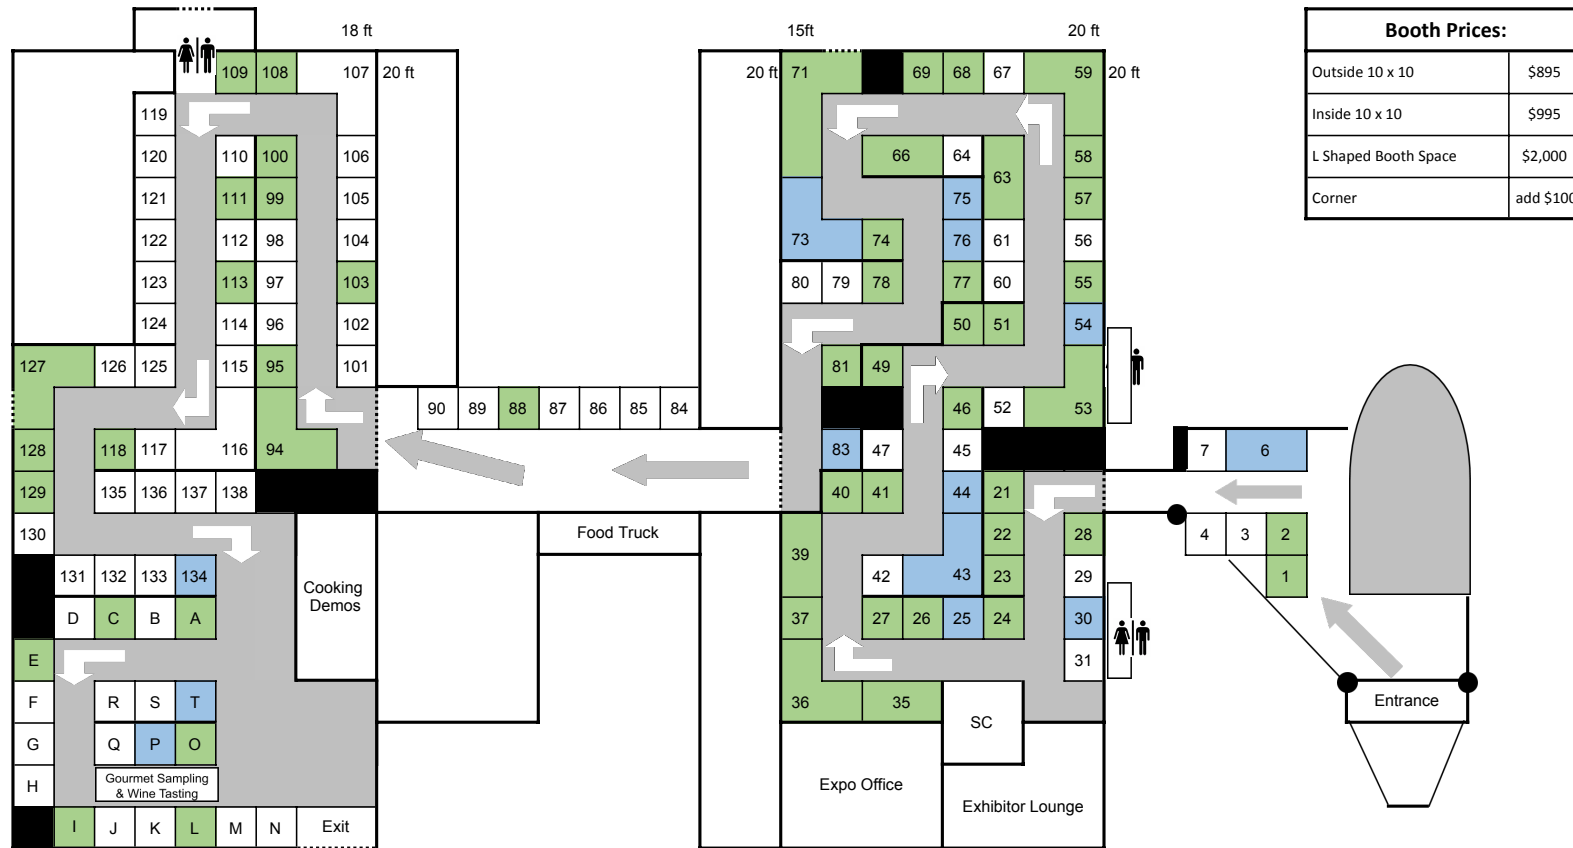 18 ft
15ft
20 ft
Booth Prices:
109 108 107 20 ft
20 ft 71 69 68 67 59 20 ft
Outside 10 x 10 $895
119
Inside 10 x 10 $995
120 110 100 106
66 64 58
L Shaped Booth Space $2,000
63
121 111 99 105
75 57
Corner add $100
122 112 98 104
73 74 76 61 56
123 113 97 103
80 79 78 77 60 55
124 114 96 102
50 51 54
127 126 125 115 95 101
81 49
90 89 88 87 86 85 84
46 52 53
128 118 117 116 94
83 47 45
7 6
129 135 136 137 138
40 41 44 21
130
Food Truck
39
22 28
4 3 2
131 132 133 134
Cooking
Demos
42 43 23 29
1
D C B A
37 27 26 25 24 30
E
31
F R S T
36 35
SC
Entrance
G Q P O
H
Gourmet Sampling
& Wine Tasting
Expo Office
Exhibitor Lounge
I J K L M N Exit